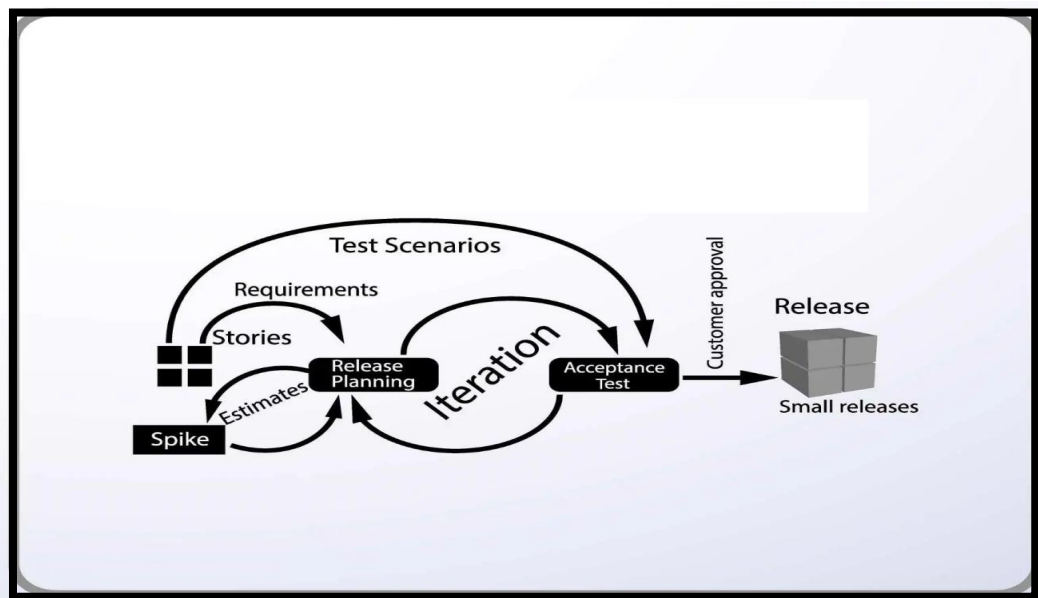 Test Scenarios
Requirements
Stories
Release
Planning
Estimates
Spike
Iteration
Acceptance
Test
Customer approval
Release
Small releases